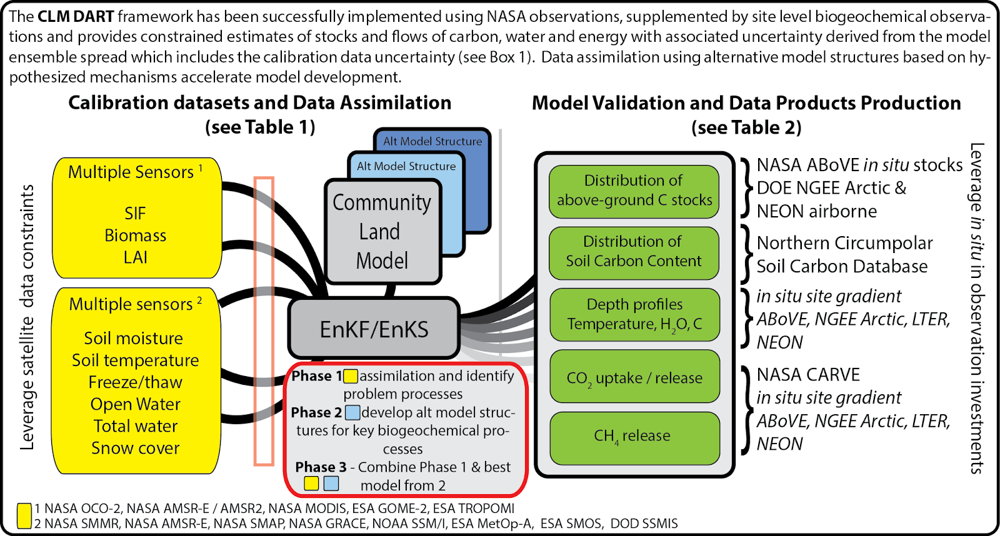 The CLM DART framework has been successfully implemented using NASA observations, supplemented by site level biogeochemical observa-
tions and provides constrained estimates of stocks and flows of carbon, water and energy with associated uncertainty derived from the model
ensemble spread which includes the calibration data uncertainty (see Box 1).  Data assimilation using alternative model structures based on hy-
pothesized mechanisms accelerate model development.
Calibration datasets and Data Assimilation
(see Table 1)
Model Validation and Data Products Production
(see Table 2)
Leverage satellite data constraints
Multiple Sensors 1
SIF
Biomass
LAI
Multiple sensors 2
Soil moisture
Soil temperature
Freeze/thaw
Open Water
Total water
Snow cover
Alt Model Structure
Alt Model Structure
Community
Land
Model
EnKF/EnKS
Phase 1 assimilation and identify
problem processes
Phase 2 develop alt model struc-
tures for key biogeochemical pro-
cesses
Phase 3 - Combine Phase 1 & best
model from 2
Distribution of
above-ground C stocks
Distribution of
Soil Carbon Content
Depth profiles
Temperature, H2O, C
CO2 uptake / release
CH4 release
NASA ABoVE in situ stocks
DOE NGEE Arctic &
NEON airborne
Northern Circumpolar
Soil Carbon Database
in situ site gradient
ABoVE, NGEE Arctic, LTER,
NEON
NASA CARVE
in situ site gradient
ABoVE, NGEE Arctic, LTER,
NEON
Leverage in situ in observation investments
1 NASA OCO-2, NASA AMSR-E / AMSR2, NASA MODIS, ESA GOME-2, ESA TROPOMI
2 NASA SMMR, NASA AMSR-E, NASA SMAP, NASA GRACE, NOAA SSM/I, ESA MetOp-A,  ESA SMOS,  DOD SSMIS